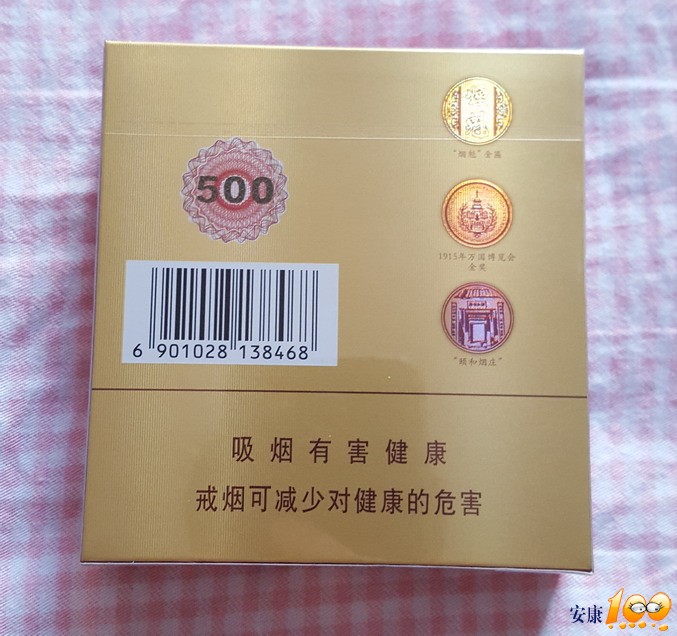 "烟魁"金匾
500
1915年万国博览会
金奖
6 901028 138468
"颐和烟庄"
吸烟有害健康
戒烟可减少对健康的危害
安康100